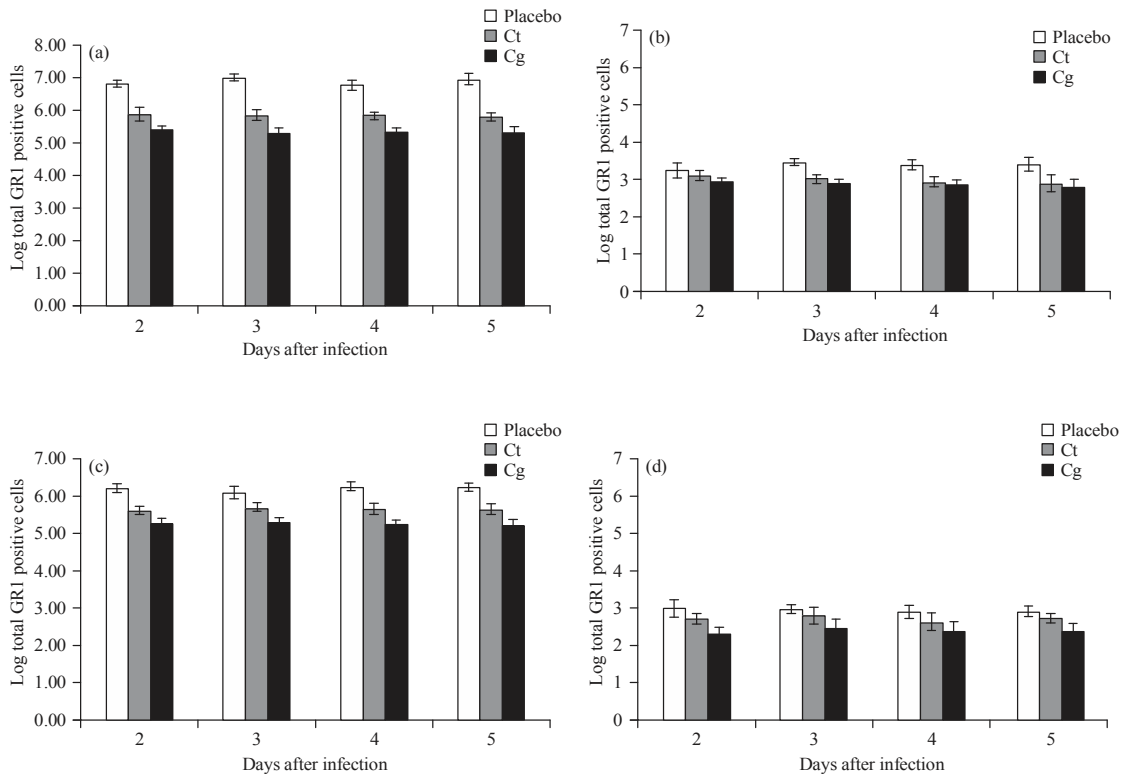 Placebo
Ct
Cg
(a)
8.00
7.00
6.00
5.00
4.00
3.00
2.00
1.00
0.00
Log total GR1 positive cells
2 3 4 5
Days after infection
Placebo
Ct
Cg
(b)
7
6
5
4
3
2
1
0
Log total GR1 positive cells
2 3 4 5
Days after infection
Placebo
Ct
Cg
(c)
7.00
6.00
5.00
4.00
3.00
2.00
1.00
0.00
Log total GR1 positive cells
2 3 4 5
Days after infection
Placebo
Ct
Cg
(d)
7
6
5
4
3
2
1
0
Log total GR1 positive cells
2 3 4 5
Days after infection